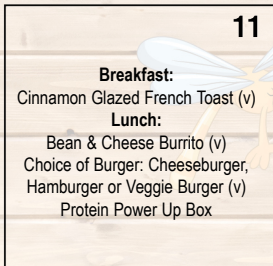 11
Breakfast:
Cinnamon Glazed French Toast (v)
Lunch:
Bean & Cheese Burrito (v)
Choice of Burger: Cheeseburger,
Hamburger or Veggie Burger (v)
Protein Power Up Box